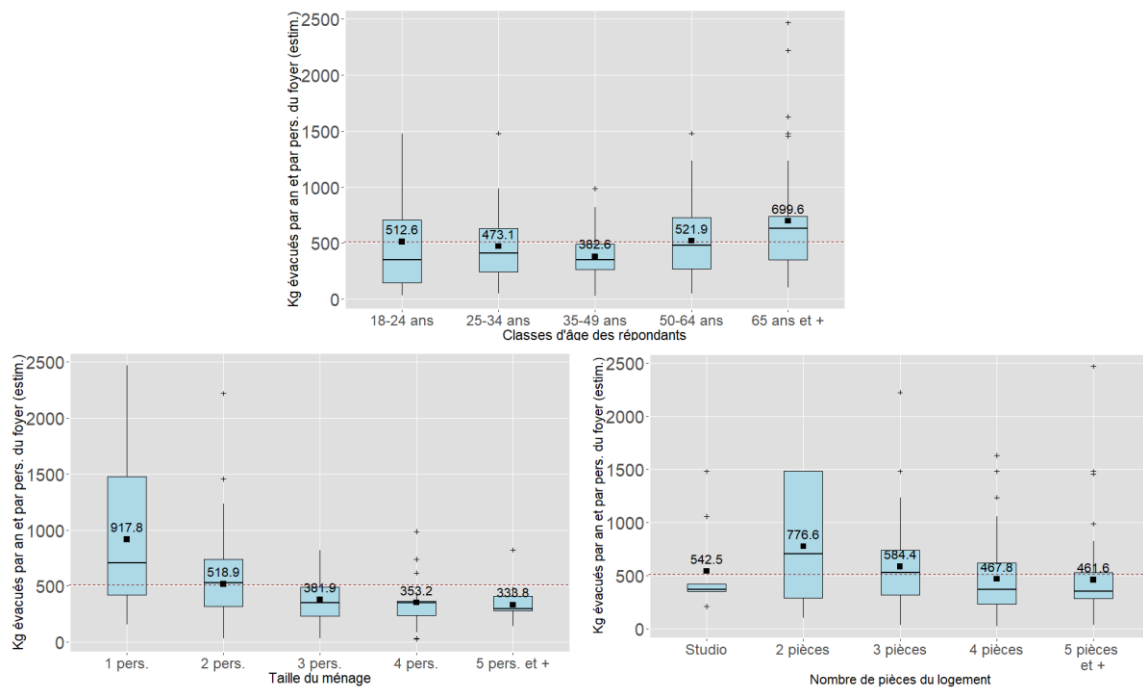 Kg évacués par an et par pers. du foyer (estim.)
2500
2000
1500
1000
500
0
512.6
473.1
382.6
521.9
699.6
18-24 ans
25-34 ans
35-49 ans
50-64 ans
65 ans et +
Classes d'âge des répondants
Kg évacués par an et par pers. du foyer (estim.)
2500
2000
1500
1000
500
0
917.8
518.9
381.9
353.2
333.8
1 pers.
2 pers.
3 pers.
4 pers.
5 pers. et +
Taille du ménage
Kg évacués par an et par pers. du foyer (estim.)
2500
2000
1500
1000
500
0
542.5
776.6
584.4
467.8
461.6
Studio
2 pièces
3 pièces
4 pièces
5 pièces
et +
Nombre de pièces du logement